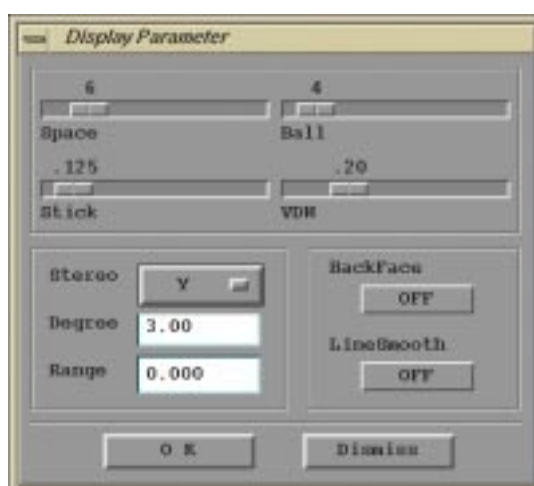 Display Parameter
6
4
Space
Ball
.125
.20
Stick
VDW
Stereo
Y
Degree
3.00
Range
0.000
BackFace
OFF
LineSmooth
OFF
O K
Dismiss